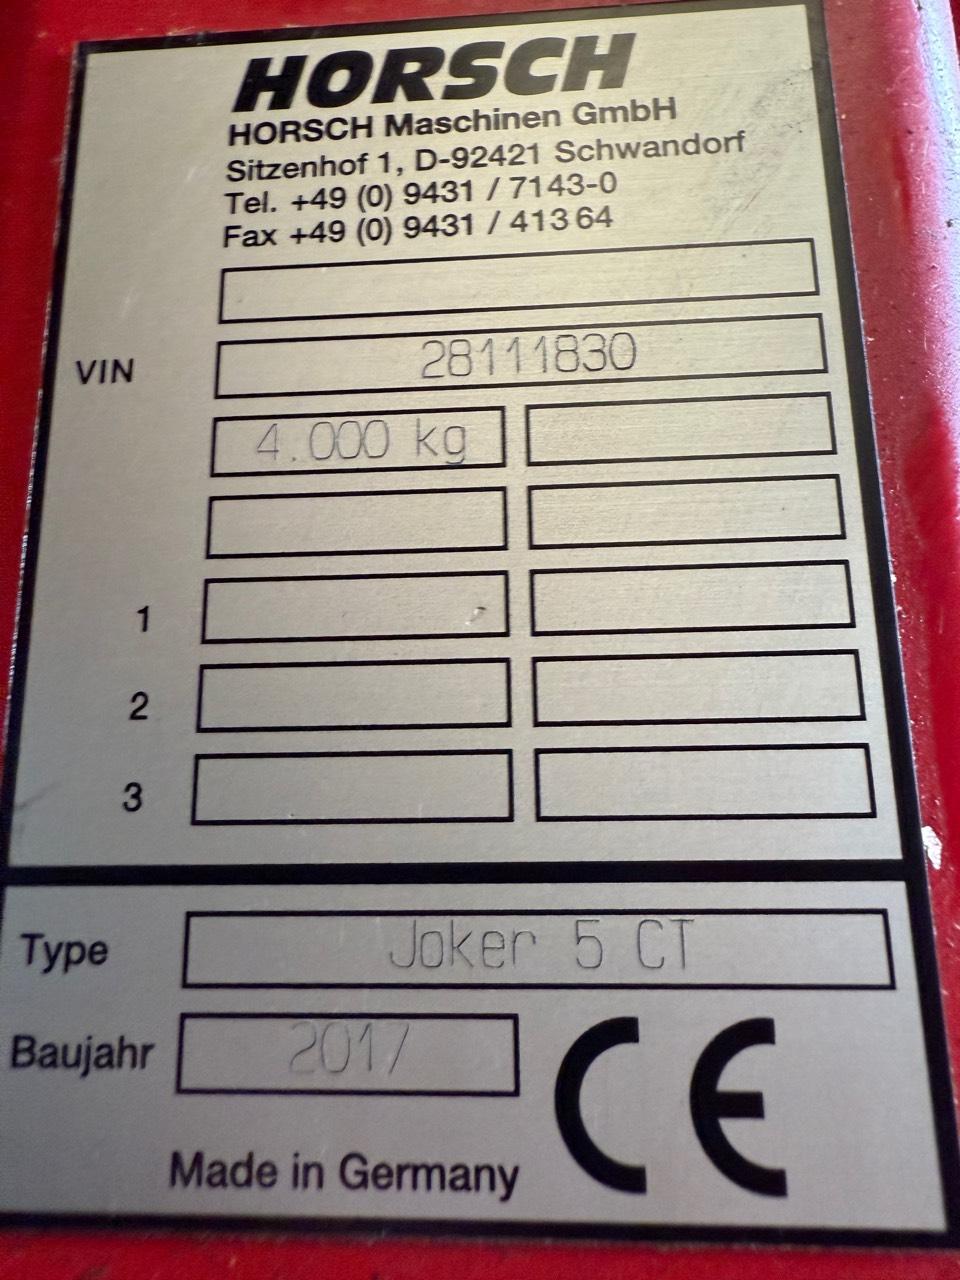 HORSCH
HORSCH Maschinen GmbH
Sitzenhof 1, D-92421 Schwandorf
Tel. +49 (0) 9431 / 7143-0
Fax +49 (0) 9431 / 413 64
VIN 28111830
4.000 kg
1
2
3
Type Joker 5 CT
Baujahr 2017
CE
Made in Germany